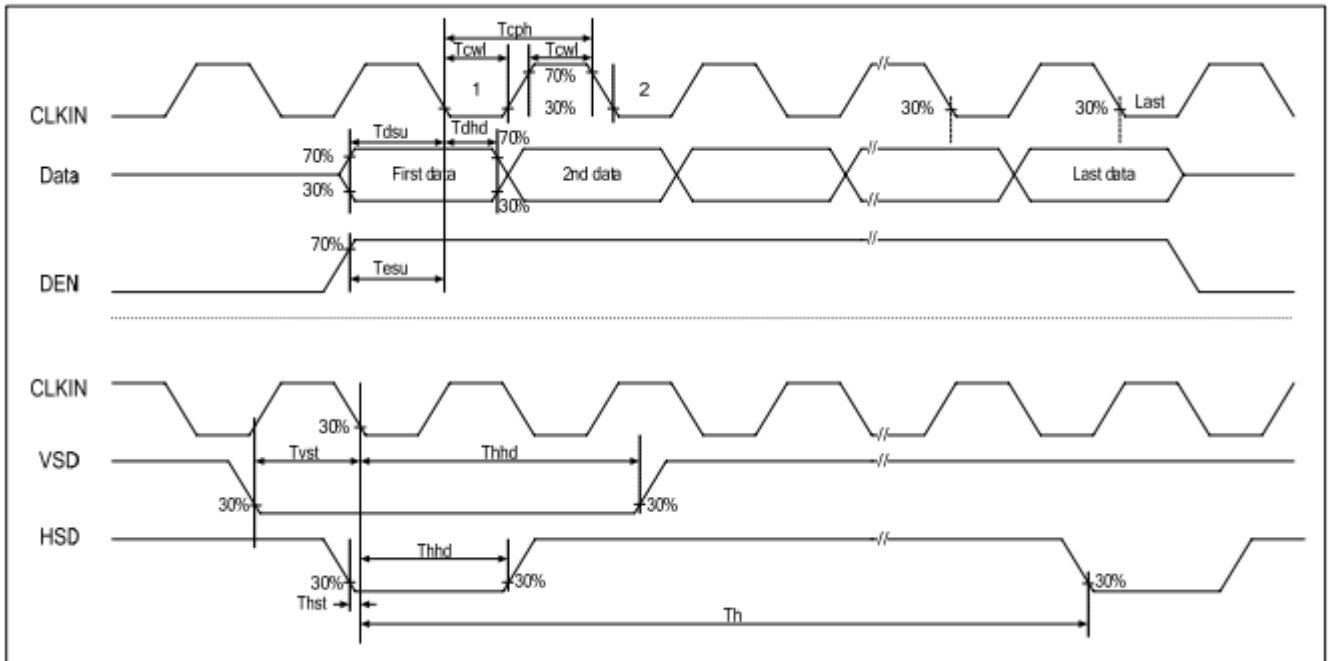 Tcph
Tcwl Tcwl
70%
1 2
CLKIN 30% 30% 30% Last
Tdsu Tdhd
70% 70%
Data First data 2nd data // Last data
30% 30%
70% //
Tesu
DEN
CLKIN
30% //
VSD Tvst Thhd //
30% 30%
HSD //
Thhd
30% 30% 30%
Thst
Th